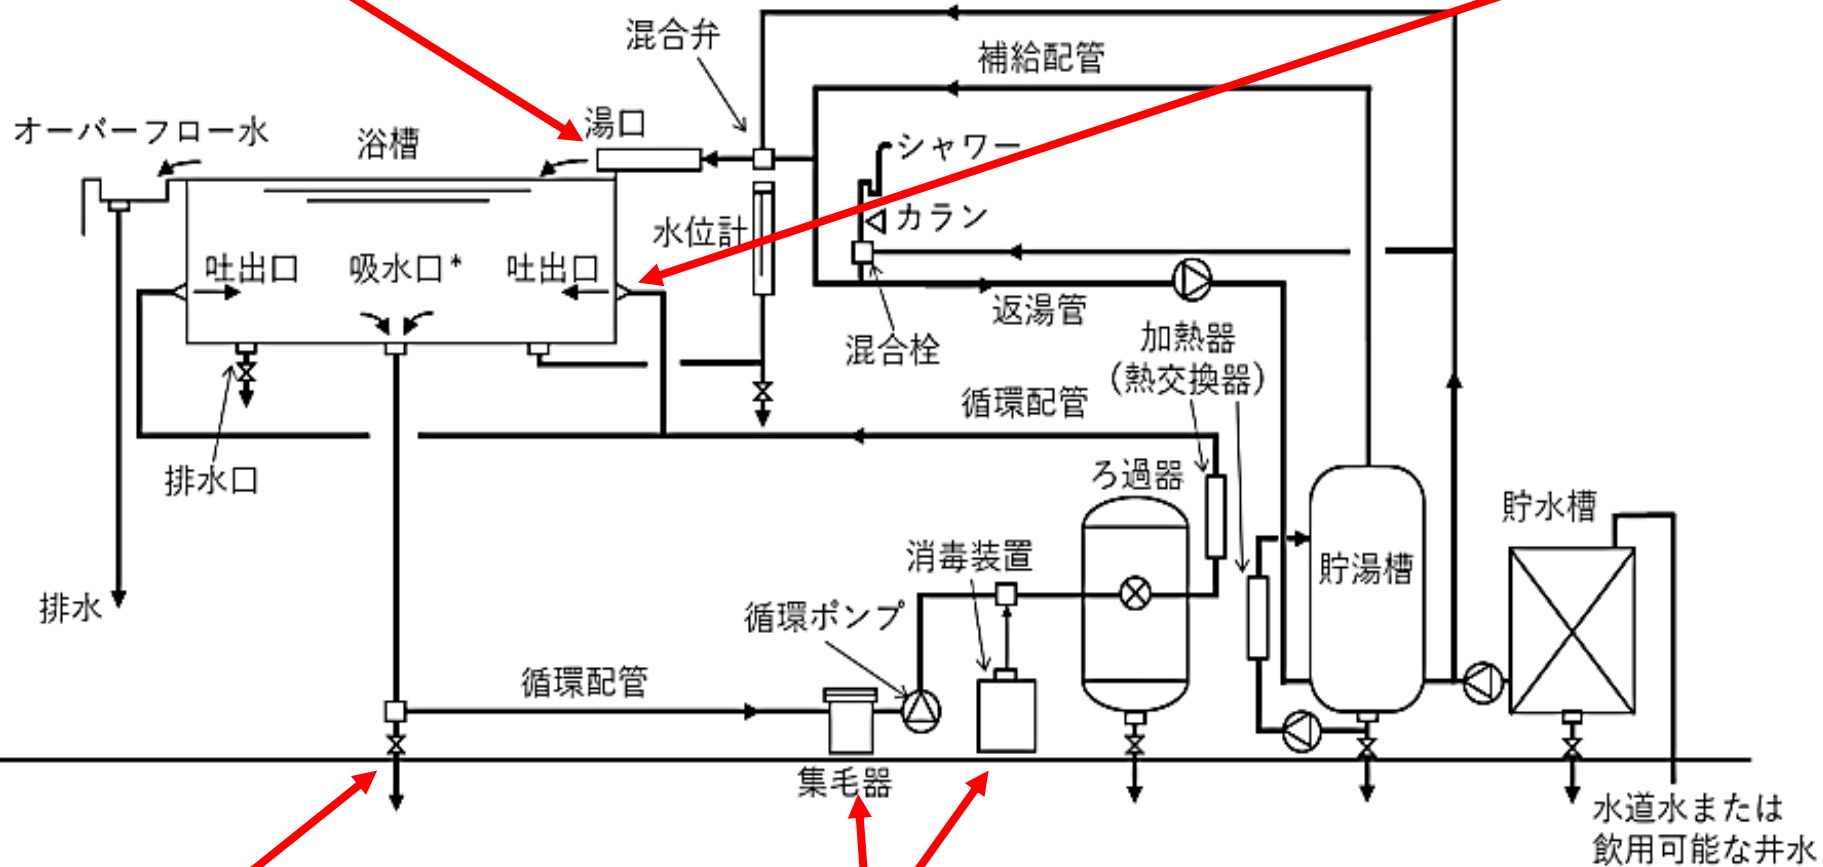 混合弁
補給配管
湯口
オーバーフロー水
浴槽
シャワー
カラン
水位計
吐出口
吸水口*
吐出口
返湯管
混合栓
加熱器
(熱交換器)
循環配管
排水口
ろ過器
貯水槽
消毒装置
貯湯槽
排水
循環ポンプ
循環配管
集毛器
水道水または
飲用可能な井水